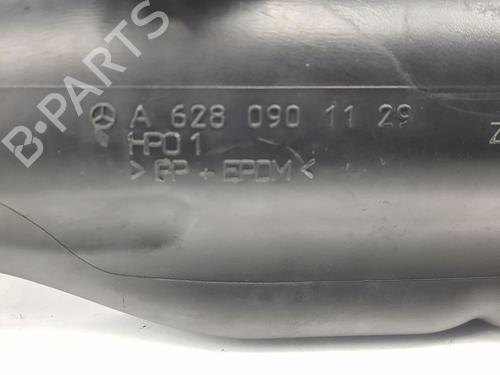 A 628 090 11 29
HP01
>PP + EPDM<
B-PARTS
Z